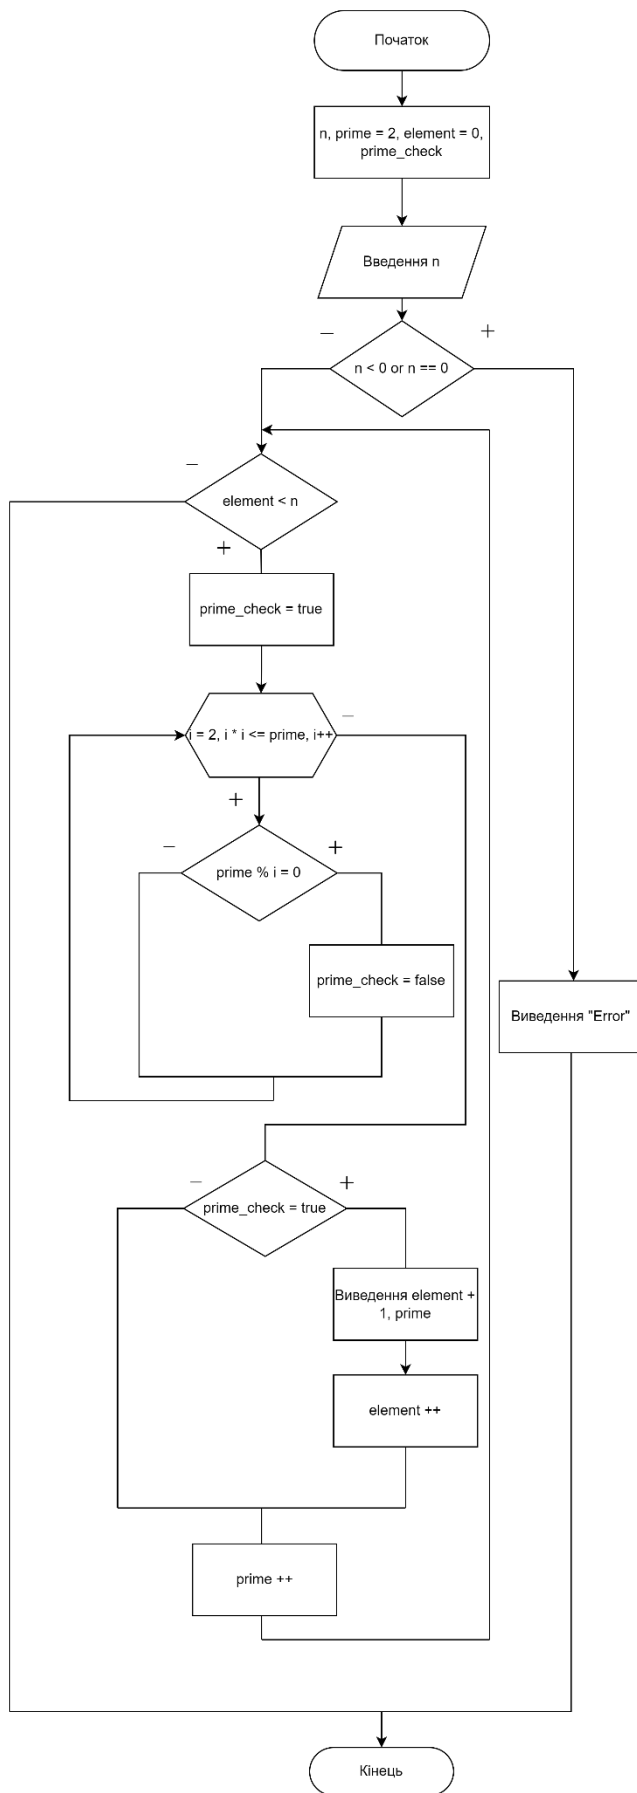 Початок
n, prime = 2, element = 0,
prime_check
Введення n
—
+
n < 0 or n == 0
—
element < n
+
prime_check = true
—
i = 2, i * i <= prime, i++
+
—
+
prime % i = 0
prime_check = false
Виведення "Error"
—
+
prime_check = true
Виведення element +
1, prime
element ++
prime ++
Кінець